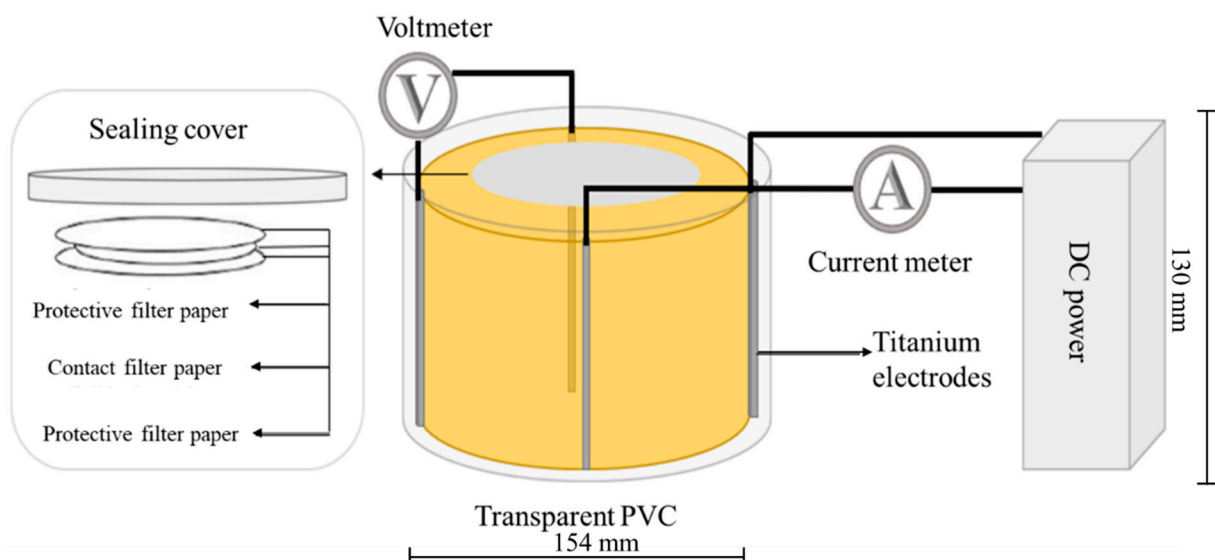 Voltmeter
V
Sealing cover
Protective filter paper
Contact filter paper
Protective filter paper
A
Current meter
DC power
130 mm
Titanium
electrodes
Transparent PVC
154 mm